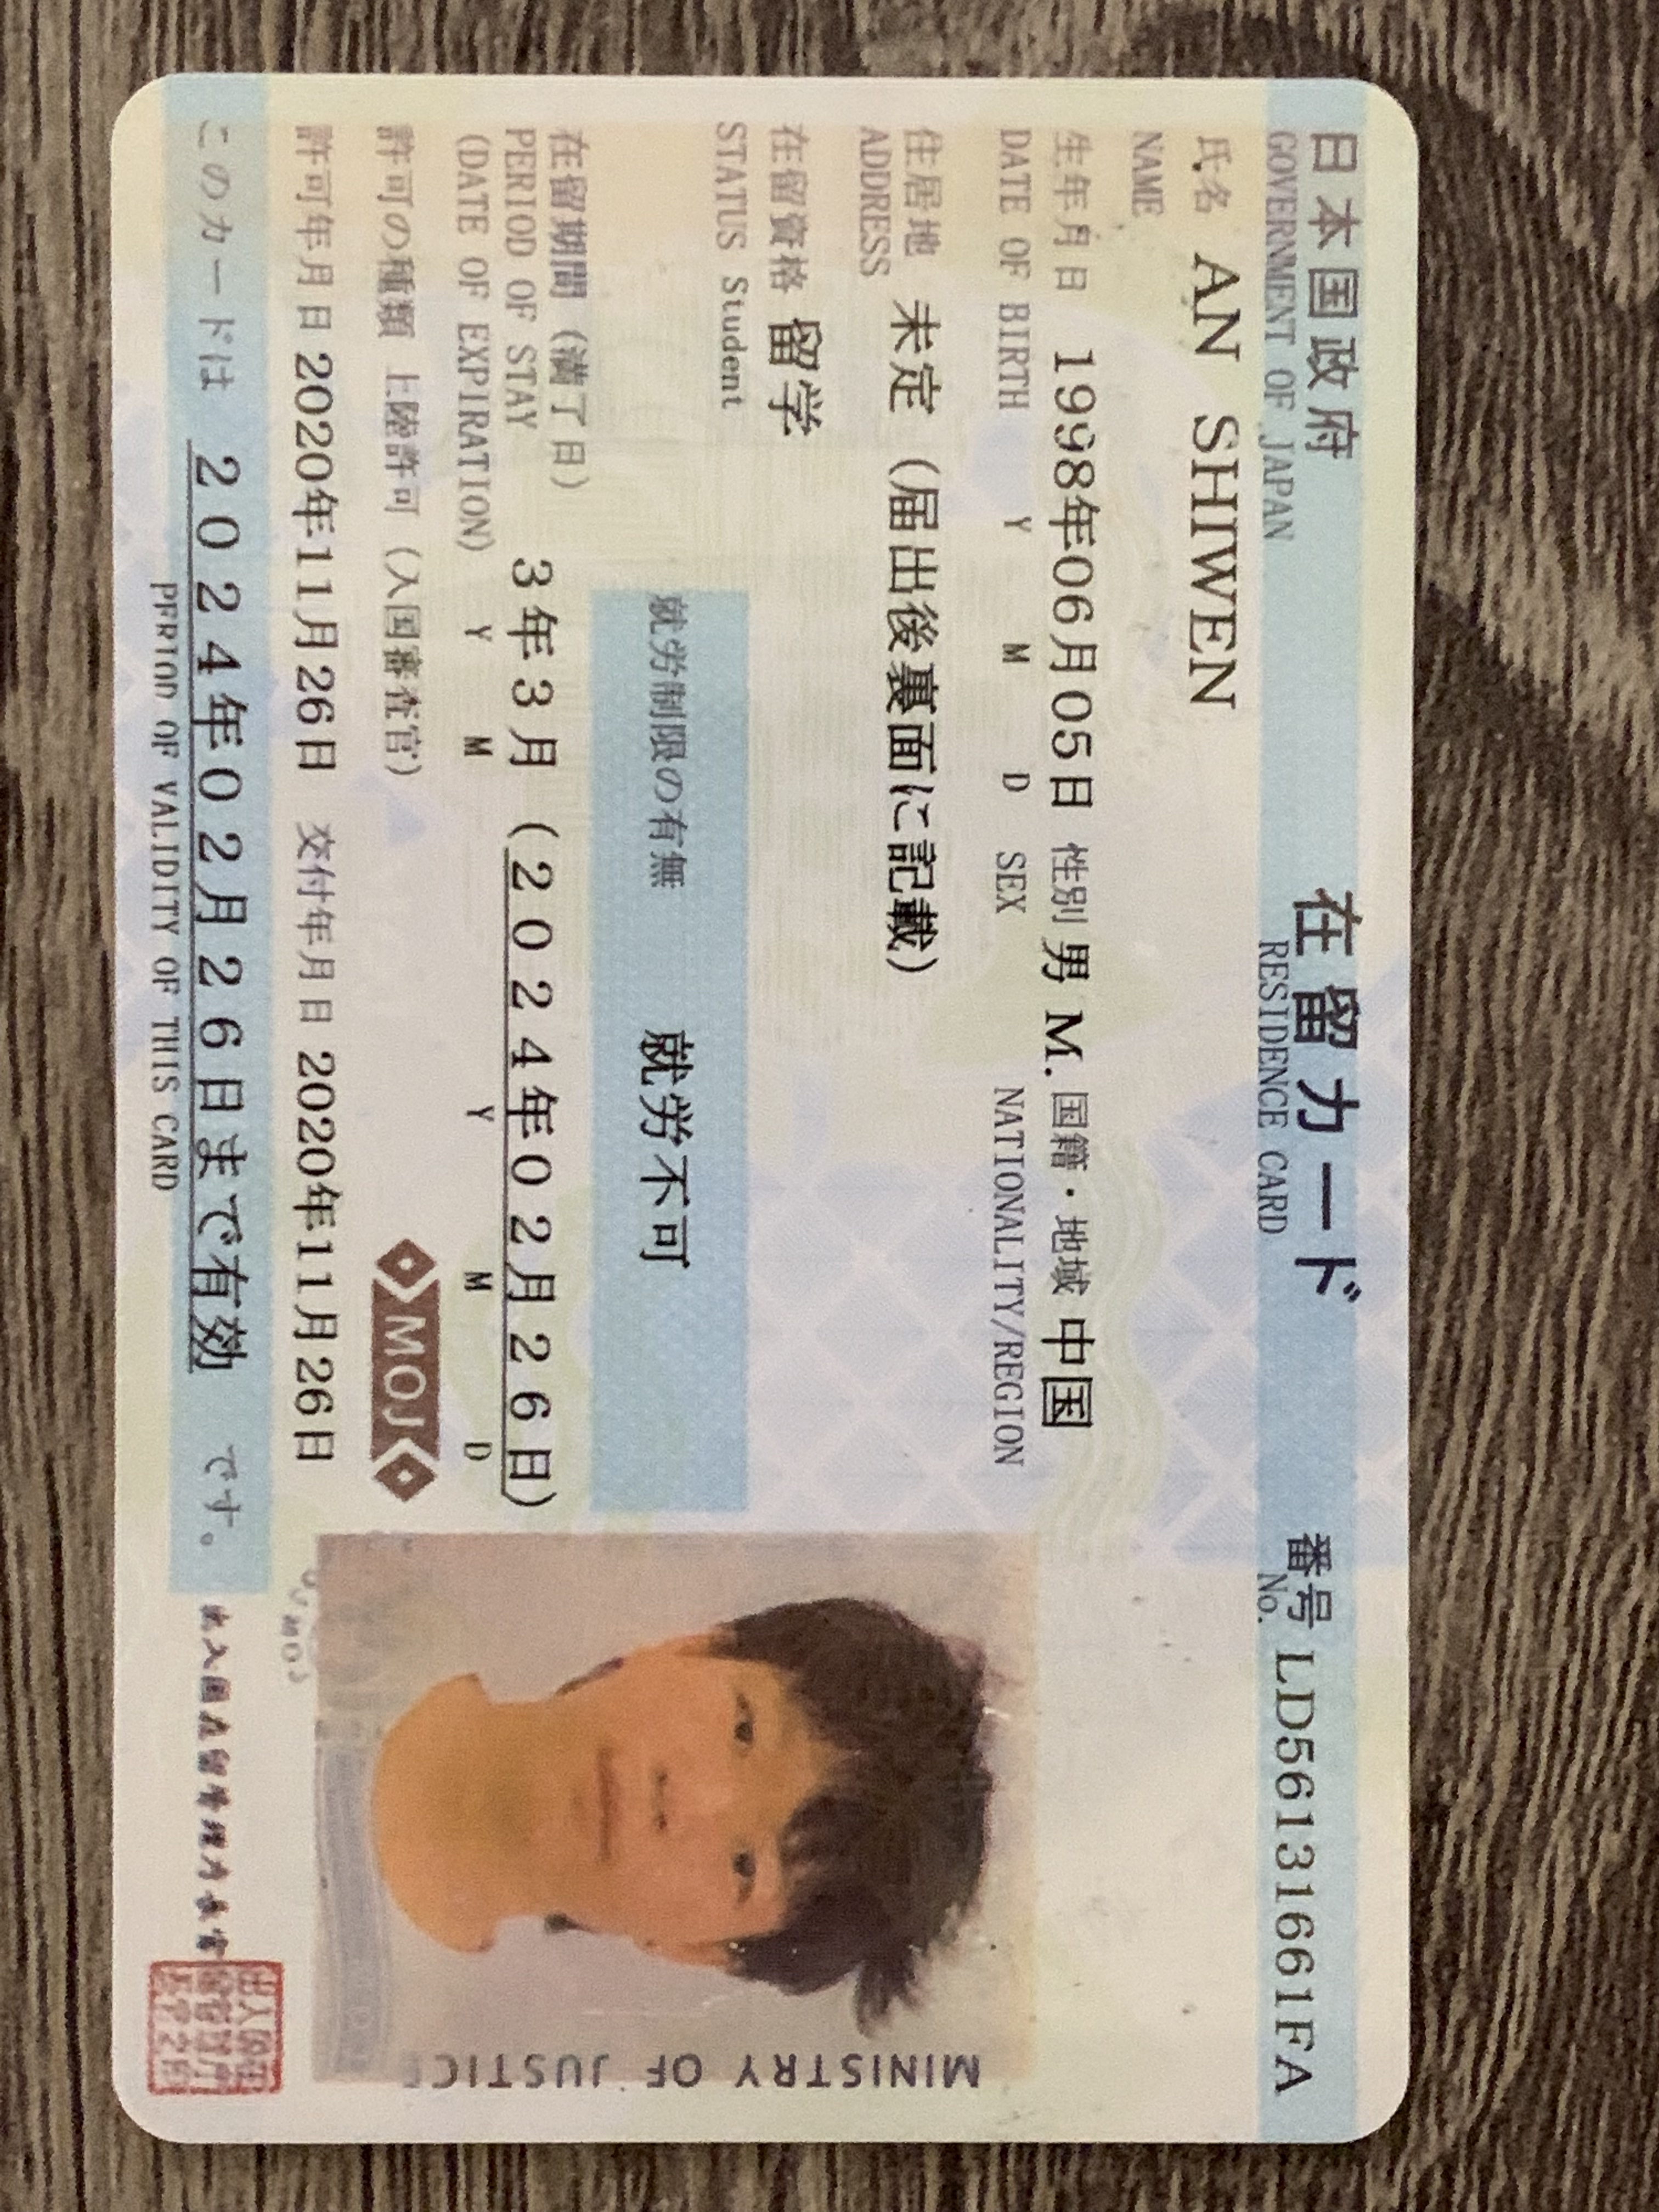 日本国政府 在留カード 番号 LD56131661FA
GOVERNMENT OF JAPAN RESIDENCE CARD No.
氏名 AN SHIWEN
NAME
生年月日 1998年06月05日 性別 男 M. 国籍・地域 中国
DATE OF BIRTH Y M D SEX NATIONALITY/REGION
住居地 未定（届出後裏面に記載）
ADDRESS
在留資格 留学
STATUS Student
就労制限の有無 就労不可
在留期間（満了日）
PERIOD OF STAY 3年3月（2024年02月26日）
(DATE OF EXPIRATION) Y M Y M D
許可の種類 上陸許可（入国審査官）
MOJ
許可年月日 2020年11月26日 交付年月日 2020年11月26日
このカードは 2024年02月26日まで有効 です。
PERIOD OF VALIDITY OF THIS CARD
出入国在留管理庁長官
MINISTRY OF JUSTICE